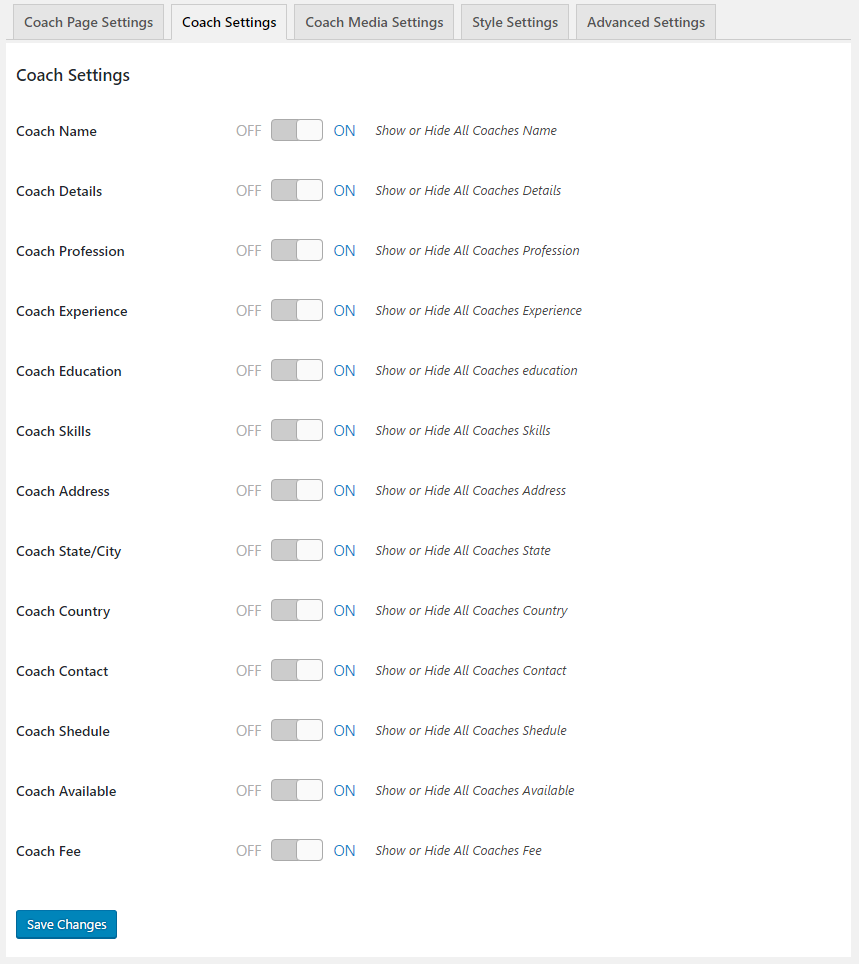 Coach Page Settings Coach Settings Coach Media Settings Style Settings Advanced Settings
Coach Settings
Coach Name OFF ON Show or Hide All Coaches Name
Coach Details OFF ON Show or Hide All Coaches Details
Coach Profession OFF ON Show or Hide All Coaches Profession
Coach Experience OFF ON Show or Hide All Coaches Experience
Coach Education OFF ON Show or Hide All Coaches education
Coach Skills OFF ON Show or Hide All Coaches Skills
Coach Address OFF ON Show or Hide All Coaches Address
Coach State/City OFF ON Show or Hide All Coaches State
Coach Country OFF ON Show or Hide All Coaches Country
Coach Contact OFF ON Show or Hide All Coaches Contact
Coach Shedule OFF ON Show or Hide All Coaches Shedule
Coach Available OFF ON Show or Hide All Coaches Available
Coach Fee OFF ON Show or Hide All Coaches Fee
Save Changes